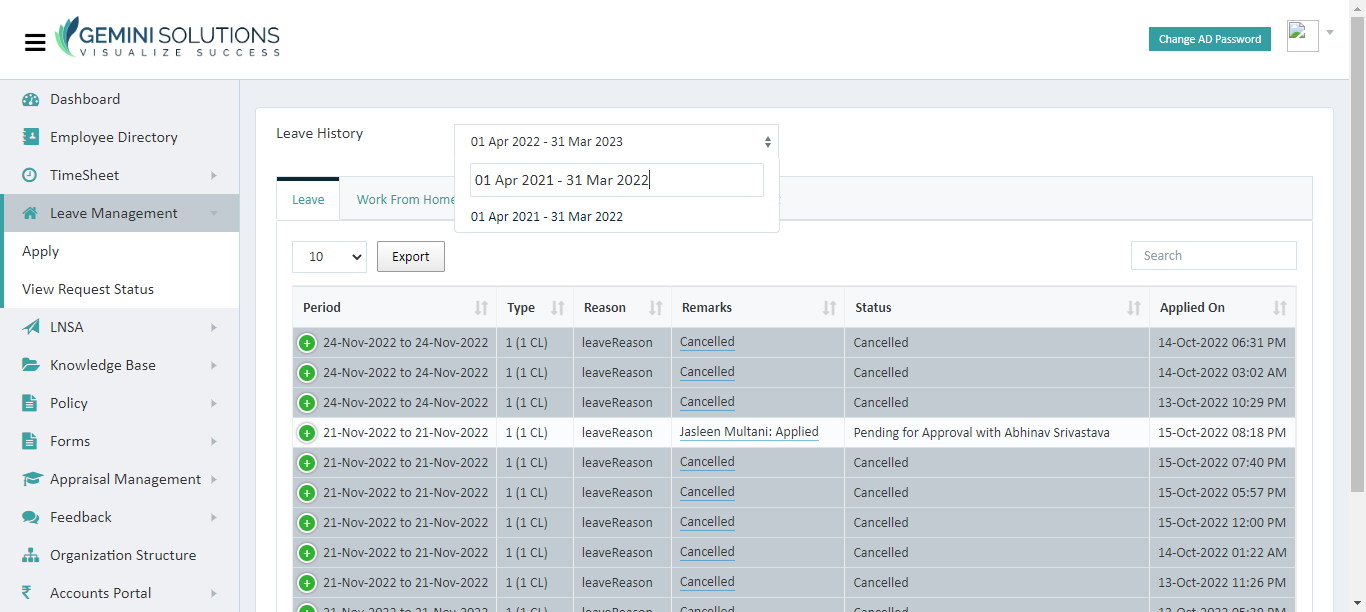 GEMINI SOLUTIONS
VISUALIZE SUCCESS
Change AD Password
Dashboard
Employee Directory
TimeSheet
Leave Management
Apply
View Request Status
LNSA
Knowledge Base
Policy
Forms
Appraisal Management
Feedback
Organization Structure
Accounts Portal
Leave History
01 Apr 2022 - 31 Mar 2023
01 Apr 2021 - 31 Mar 2022
01 Apr 2021 - 31 Mar 2022
Leave Work From Home
10 Export Search
Period Type Reason Remarks Status Applied On
24-Nov-2022 to 24-Nov-2022 1 (1 CL) leaveReason Cancelled Cancelled 14-Oct-2022 06:31 PM
24-Nov-2022 to 24-Nov-2022 1 (1 CL) leaveReason Cancelled Cancelled 14-Oct-2022 03:02 AM
24-Nov-2022 to 24-Nov-2022 1 (1 CL) leaveReason Cancelled Cancelled 13-Oct-2022 10:29 PM
21-Nov-2022 to 21-Nov-2022 1 (1 CL) leaveReason Jasleen Multani: Applied Pending for Approval with Abhinav Srivastava 15-Oct-2022 08:18 PM
21-Nov-2022 to 21-Nov-2022 1 (1 CL) leaveReason Cancelled Cancelled 15-Oct-2022 07:40 PM
21-Nov-2022 to 21-Nov-2022 1 (1 CL) leaveReason Cancelled Cancelled 15-Oct-2022 05:57 PM
21-Nov-2022 to 21-Nov-2022 1 (1 CL) leaveReason Cancelled Cancelled 15-Oct-2022 12:00 PM
21-Nov-2022 to 21-Nov-2022 1 (1 CL) leaveReason Cancelled Cancelled 14-Oct-2022 01:22 AM
21-Nov-2022 to 21-Nov-2022 1 (1 CL) leaveReason Cancelled Cancelled 13-Oct-2022 11:26 PM